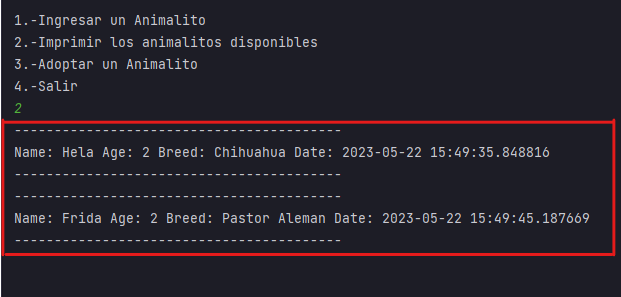 1.-Ingresar un Animalito
2.-Imprimir los animalitos disponibles
3.-Adoptar un Animalito
4.-Salir
2
-----------------------------------------
Name: Hela Age: 2 Breed: Chihuahua Date: 2023-05-22 15:49:35.848816
-----------------------------------------
-----------------------------------------
Name: Frida Age: 2 Breed: Pastor Aleman Date: 2023-05-22 15:49:45.187669
-----------------------------------------